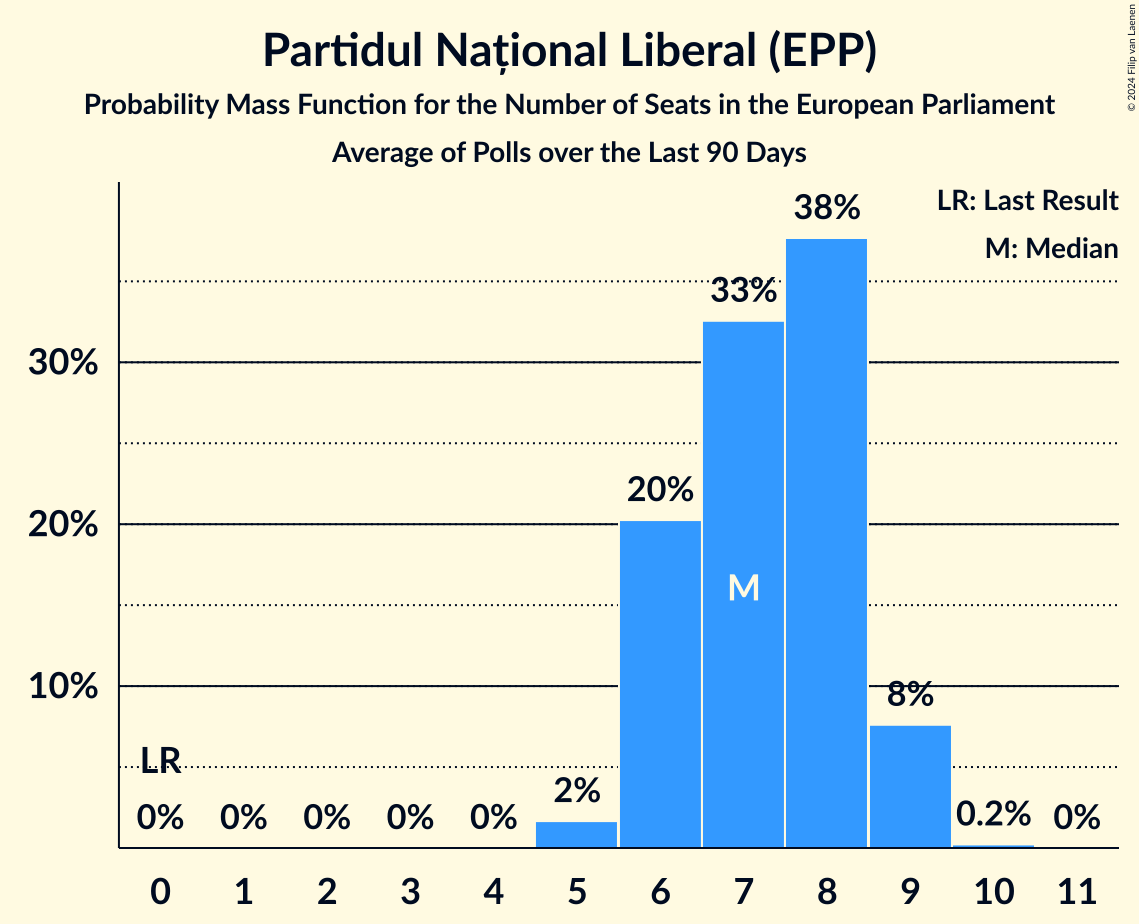 Partidul Național Liberal (EPP)
Probability Mass Function for the Number of Seats in the European Parliament
Average of Polls over the Last 90 Days
© 2024 Filip van Laenen
LR: Last Result
M: Median
38%
33%
30%
20%
20%
M
10%
8%
LR
2%
0% 0% 0% 0% 0% 0.2% 0%
0 1 2 3 4 5 6 7 8 9 10 11